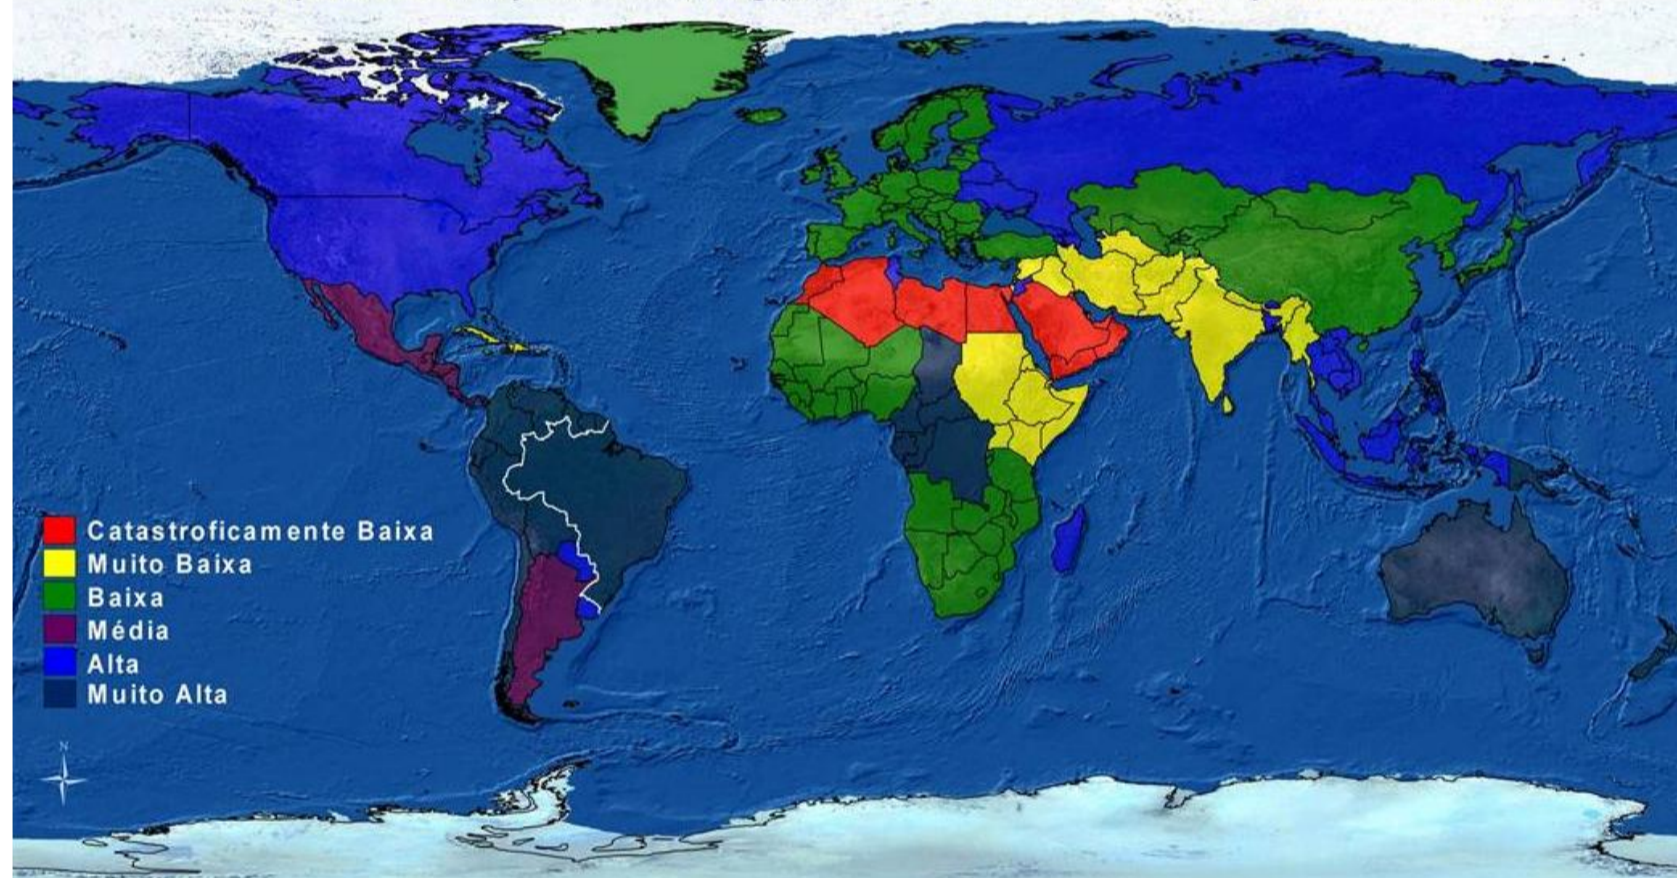 Catastroficamente Baixa
Muito Baixa
Baixa
Média
Alta
Muito Alta
N